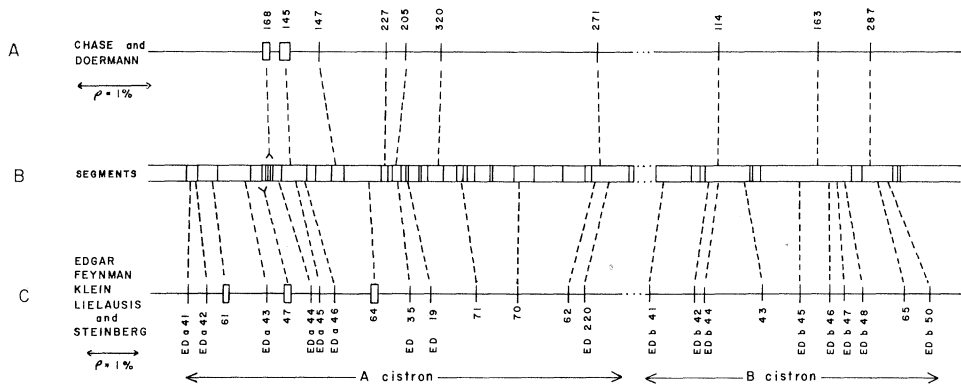 168 145 147 227 205 320 271 114 163 287
A
CHASE and
DOERMANN
ρ = 1%
B
SEGMENTS
C
EDGAR
FEYNMAN
KLEIN
LIELAUSIS
and
STEINBERG
ρ = 1%
ED a 41
ED a 42
61
ED a 43
47
ED a 44
ED a 45
ED a 46
64
ED 35
ED 19
71
70
62
ED 220
ED b 41
ED b 42
ED b 44
43
ED b 45
ED b 46
ED b 47
ED b 48
65
ED b 50
A cistron
B cistron